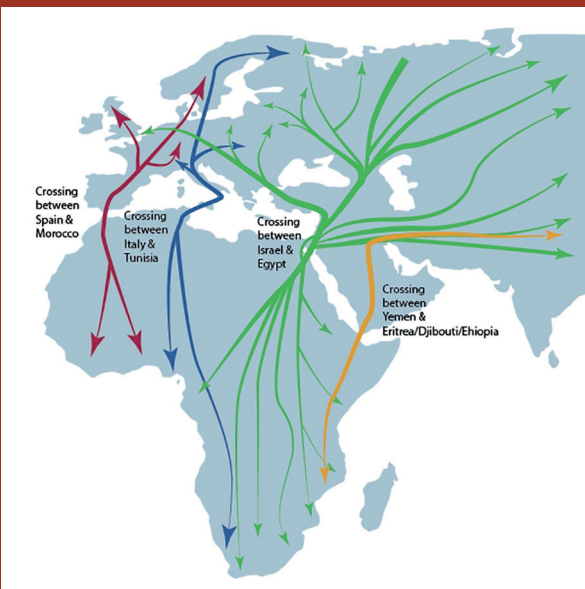 Crossing
between
Spain &
Morocco
Crossing
between
Italy &
Tunisia
Crossing
between
Israel &
Egypt
Crossing
between
Yemen &
Eritrea/Djibouti/Ehiopia